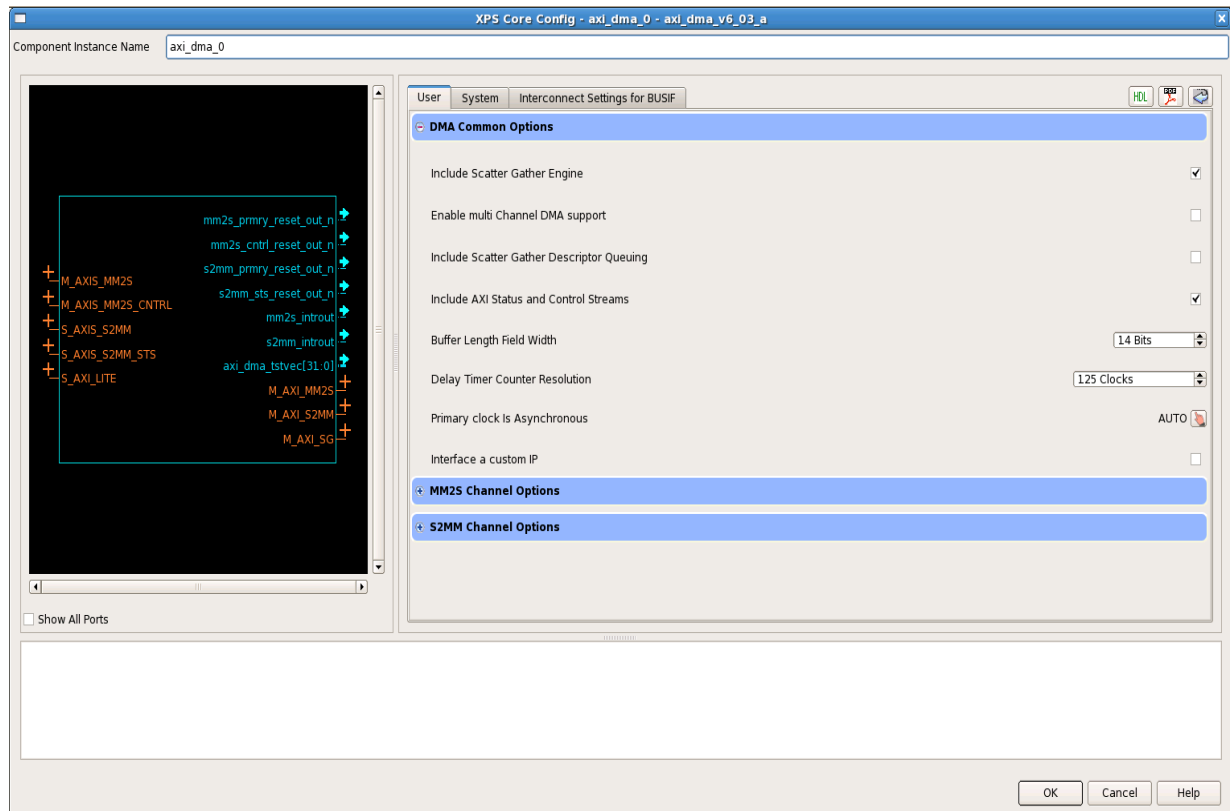 XPS Core Config - axi_dma_0 - axi_dma_v6_03_a
Component Instance Name axi_dma_0
mm2s_prmry_reset_out_n
mm2s_cntrl_reset_out_n
s2mm_prmry_reset_out_n
s2mm_sts_reset_out_n
mm2s_introut
s2mm_introut
axi_dma_tstvec[31:0]
M_AXI_MM2S
M_AXI_S2MM
M_AXI_SG
M_AXIS_MM2S
M_AXIS_MM2S_CNTRL
S_AXIS_S2MM
S_AXIS_S2MM_STS
S_AXI_LITE
Show All Ports
User System Interconnect Settings for BUSIF HDL PDF
DMA Common Options
Include Scatter Gather Engine
Enable multi Channel DMA support
Include Scatter Gather Descriptor Queuing
Include AXI Status and Control Streams
Buffer Length Field Width 14 Bits
Delay Timer Counter Resolution 125 Clocks
Primary clock Is Asynchronous AUTO
Interface a custom IP
MM2S Channel Options
S2MM Channel Options
OK Cancel Help